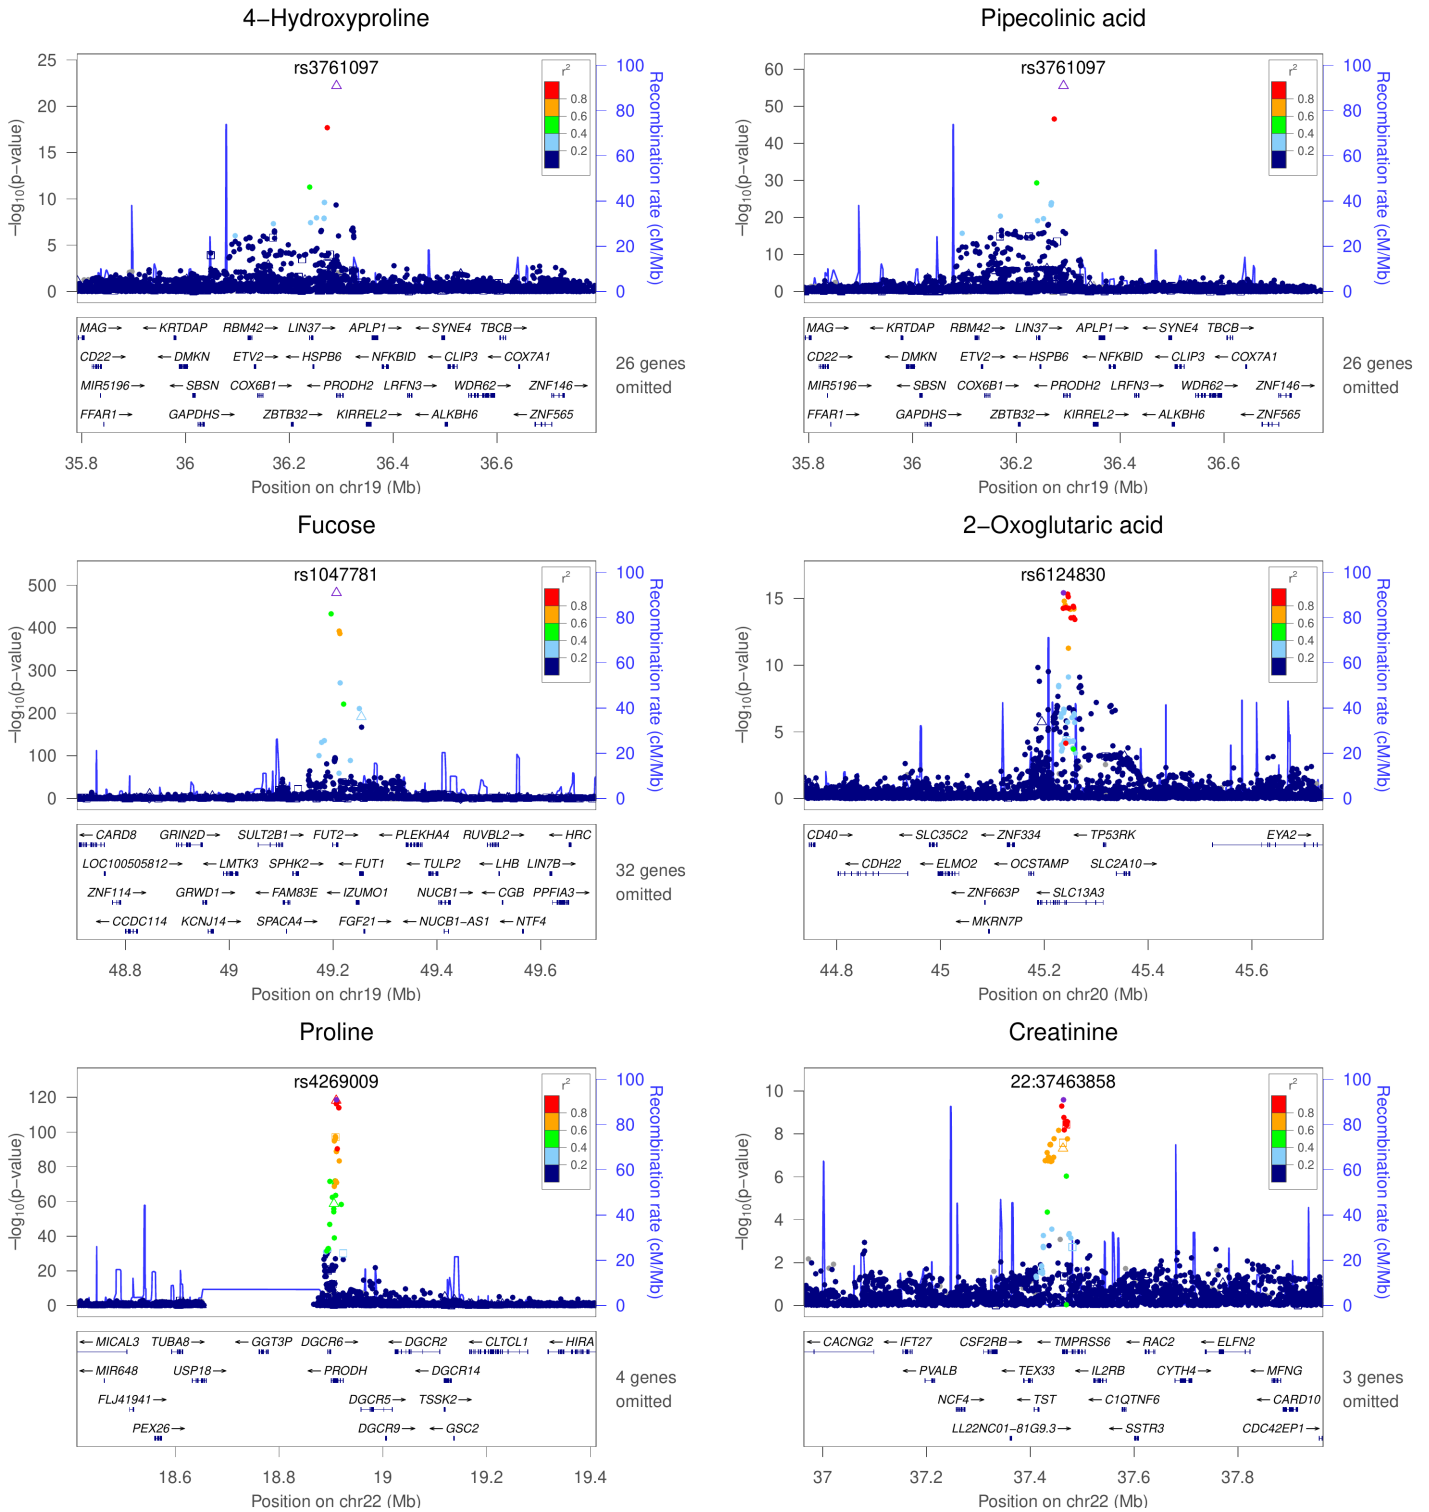 4−Hydroxyproline
rs3761097
r²
0.8
0.6
0.4
0.2
25
20
15
10
5
0
100
80
60
40
20
0
−log10(p−value)
Recombination rate (cM/Mb)
MAG→ ←KRTDAP RBM42→ LIN37→ APLP1→ ←SYNE4 TBCB→
CD22→ ←DMKN ETV2→ ←HSPB6 ←NFKBID ←CLIP3 ←COX7A1
MIR5196→ ←SBSN COX6B1→ ←PRODH2 LRFN3→ WDR62→ ZNF146→
FFAR1→ GAPDHS→ ZBTB32→ KIRREL2→ ←ALKBH6 ←ZNF565
26 genes
omitted
35.8 36 36.2 36.4 36.6
Position on chr19 (Mb)
Pipecolinic acid
rs3761097
r²
0.8
0.6
0.4
0.2
60
50
40
30
20
10
0
100
80
60
40
20
0
−log10(p−value)
Recombination rate (cM/Mb)
MAG→ ←KRTDAP RBM42→ LIN37→ APLP1→ ←SYNE4 TBCB→
CD22→ ←DMKN ETV2→ ←HSPB6 ←NFKBID ←CLIP3 ←COX7A1
MIR5196→ ←SBSN COX6B1→ ←PRODH2 LRFN3→ WDR62→ ZNF146→
FFAR1→ GAPDHS→ ZBTB32→ KIRREL2→ ←ALKBH6 ←ZNF565
26 genes
omitted
35.8 36 36.2 36.4 36.6
Position on chr19 (Mb)
Fucose
rs1047781
r²
0.8
0.6
0.4
0.2
500
400
300
200
100
0
100
80
60
40
20
0
−log10(p−value)
Recombination rate (cM/Mb)
←CARD8 GRIN2D→ SULT2B1→ FUT2→ ←PLEKHA4 RUVBL2→ ←HRC
LOC100505812→ ←LMTK3 SPHK2→ ←FUT1 ←TULP2 ←LHB LIN7B→
ZNF114→ GRWD1→ ←FAM83E ←IZUMO1 NUCB1→ ←CGB PPFIA3→
←CCDC114 KCNJ14→ SPACA4→ FGF21→ ←NUCB1−AS1 ←NTF4
32 genes
omitted
48.8 49 49.2 49.4 49.6
Position on chr19 (Mb)
2−Oxoglutaric acid
rs6124830
r²
0.8
0.6
0.4
0.2
15
10
5
0
100
80
60
40
20
0
−log10(p−value)
Recombination rate (cM/Mb)
CD40→ ←SLC35C2 ←ZNF334 ←TP53RK EYA2→
←CDH22 ←ELMO2 ←OCSTAMP SLC2A10→
←ZNF663P ←SLC13A3
←MKRN7P
44.8 45 45.2 45.4 45.6
Position on chr20 (Mb)
Proline
rs4269009
r²
0.8
0.6
0.4
0.2
120
100
80
60
40
20
0
100
80
60
40
20
0
−log10(p−value)
Recombination rate (cM/Mb)
←MICAL3 TUBA8→ ←GGT3P DGCR6→ ←DGCR2 ←CLTCL1 ←HIRA
←MIR648 USP18→ ←PRODH ←DGCR14
FLJ41941→ DGCR5→ TSSK2→
PEX26→ DGCR9→ ←GSC2
4 genes
omitted
18.6 18.8 19 19.2 19.4
Position on chr22 (Mb)
Creatinine
22:37463858
r²
0.8
0.6
0.4
0.2
10
8
6
4
2
0
100
80
60
40
20
0
−log10(p−value)
Recombination rate (cM/Mb)
←CACNG2 ←IFT27 CSF2RB→ ←TMPRSS6 ←RAC2 ←ELFN2
←PVALB ←TEX33 ←IL2RB CYTH4→ ←MFNG
NCF4→ ←TST ←C1QTNF6 ←CARD10
LL22NC01−81G9.3→ ←SSTR3 CDC42EP1→
3 genes
omitted
37 37.2 37.4 37.6 37.8
Position on chr22 (Mb)